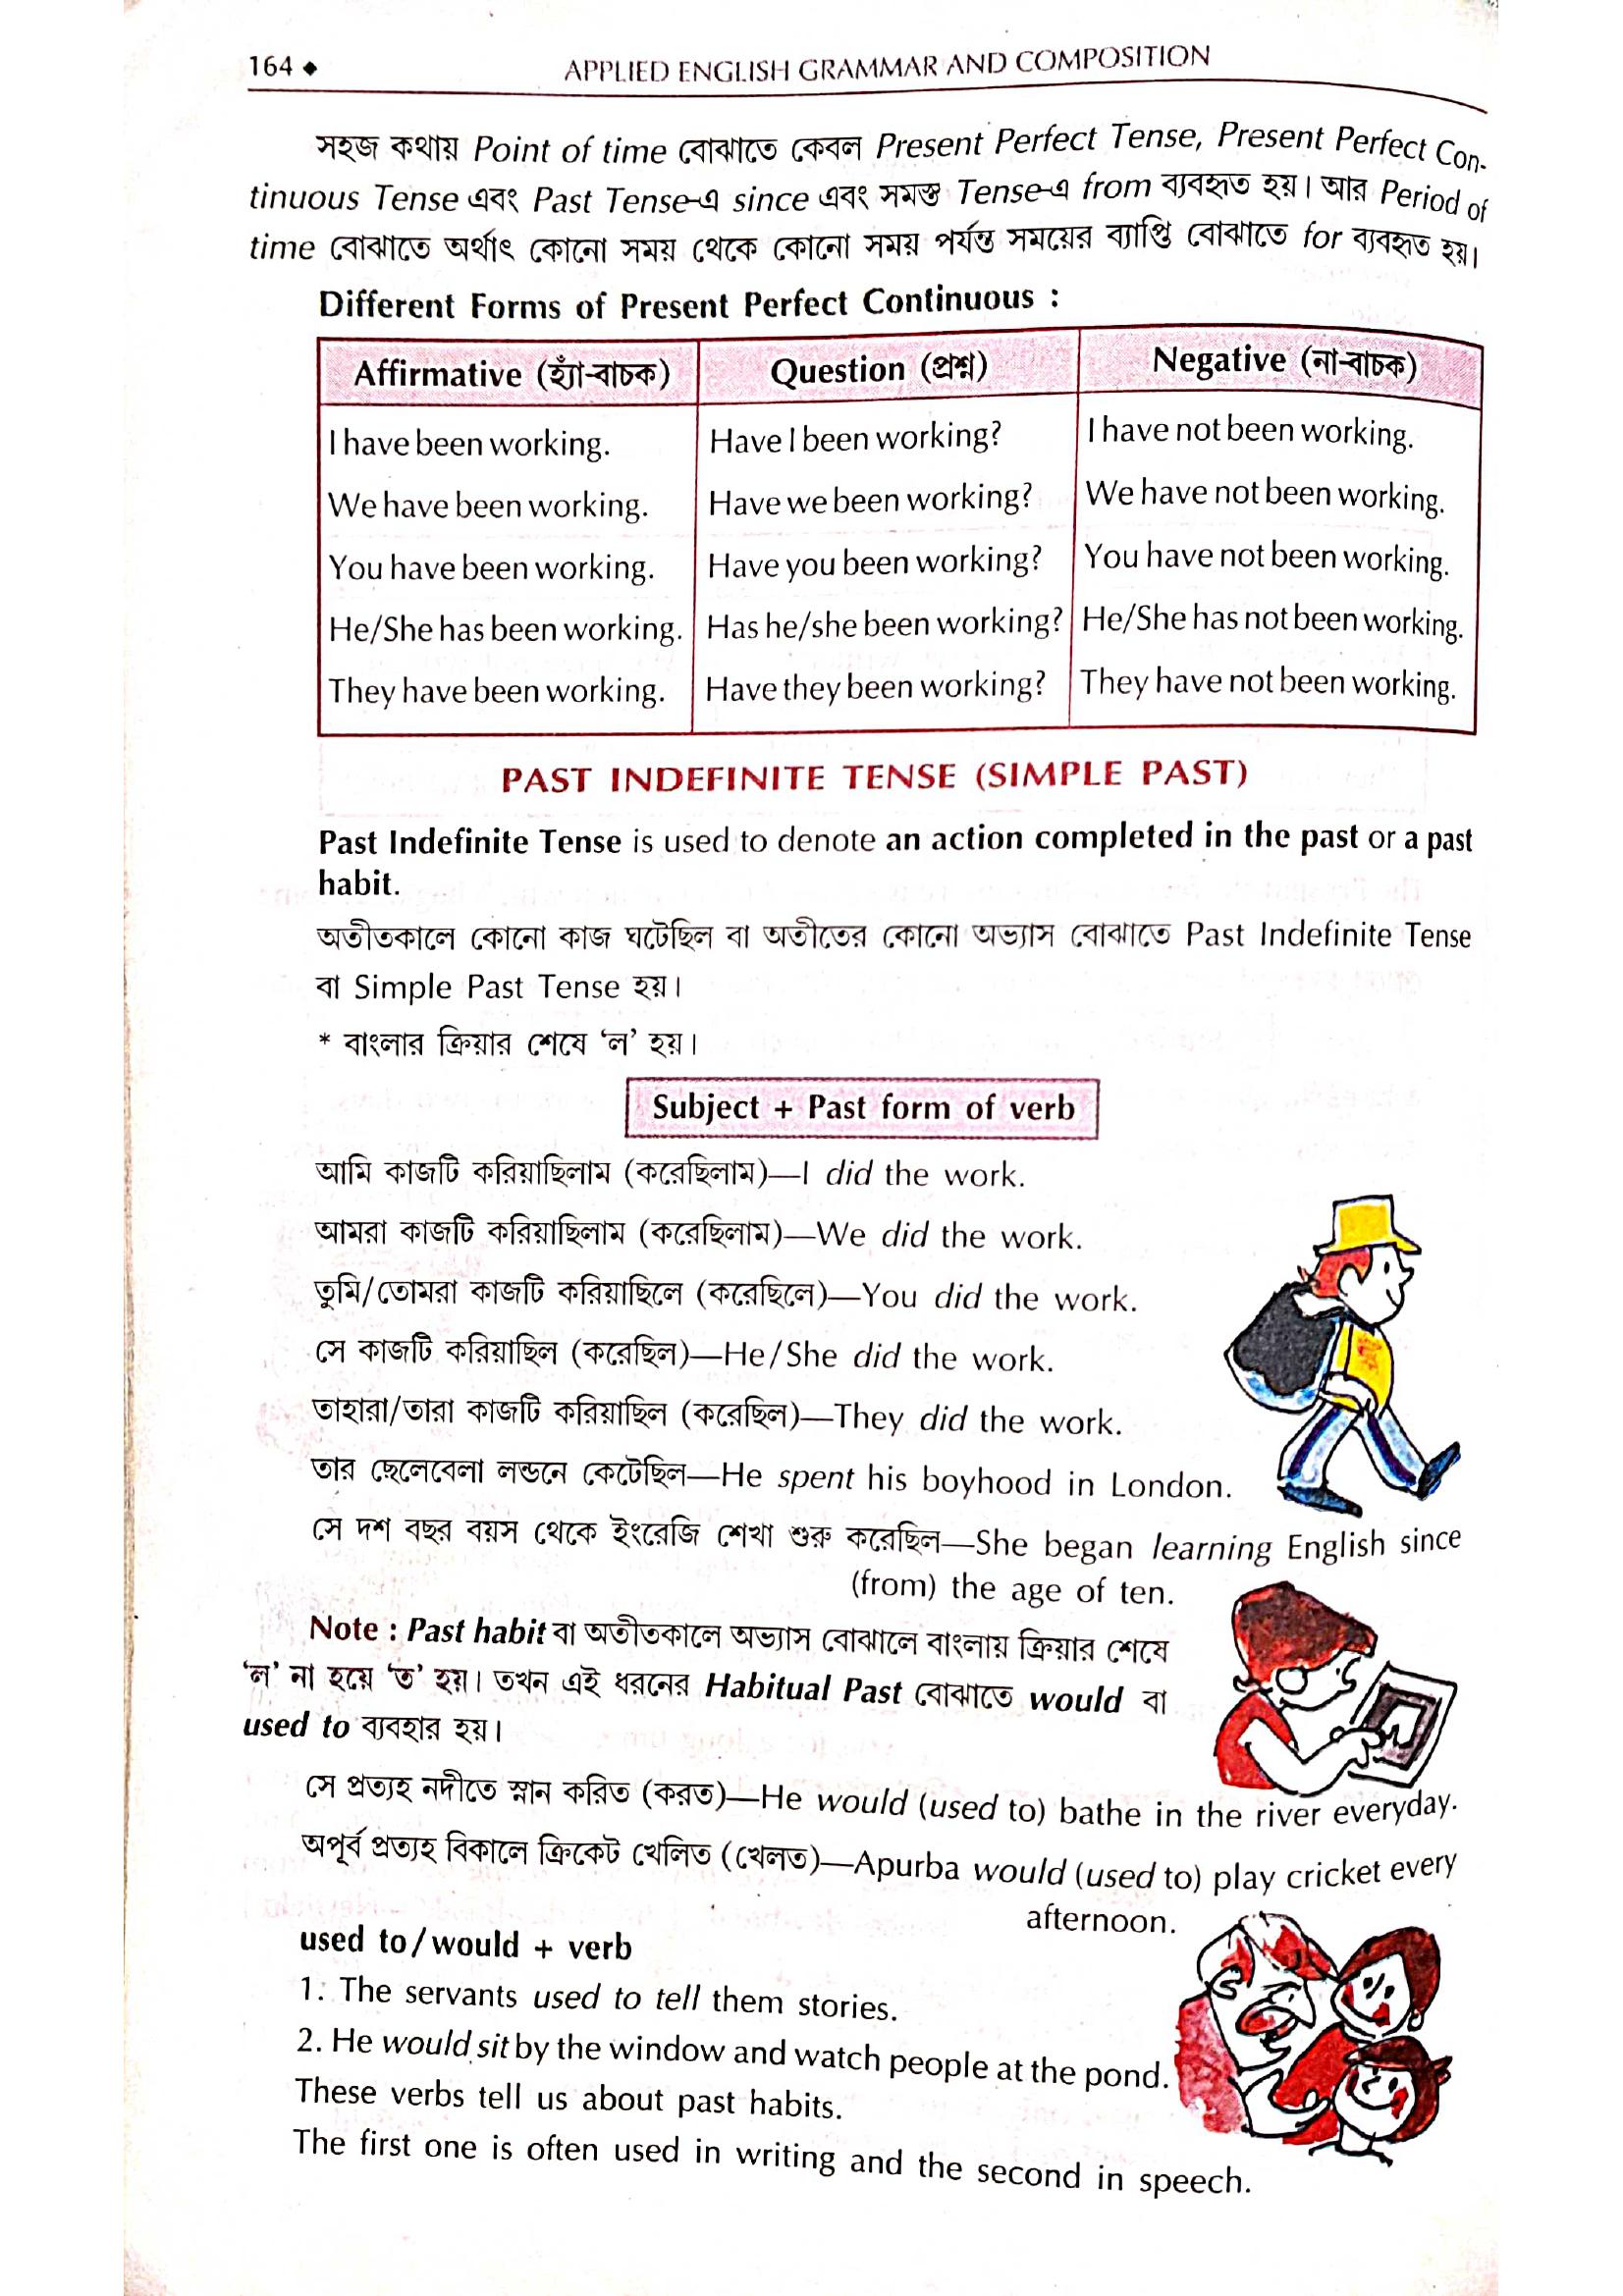 164 ◆ APPLIED ENGLISH GRAMMAR AND COMPOSITION
সহজ কথায় Point of time বোঝাতে কেবল Present Perfect Tense, Present Perfect Con-
tinuous Tense এবং Past Tense-এ since এবং সমস্ত Tense-এ from ব্যবহৃত হয়। আর Period of
time বোঝাতে অর্থাৎ কোনো সময় থেকে কোনো সময় পর্যন্ত সময়ের ব্যাপ্তি বোঝাতে for ব্যবহৃত হয়।
Different Forms of Present Perfect Continuous :
Affirmative (হ্যাঁ-বাচক) Question (প্রশ্ন) Negative (না-বাচক)
I have been working. Have I been working? I have not been working.
We have been working. Have we been working? We have not been working.
You have been working. Have you been working? You have not been working.
He/She has been working. Has he/she been working? He/She has not been working.
They have been working. Have they been working? They have not been working.
PAST INDEFINITE TENSE (SIMPLE PAST)
Past Indefinite Tense is used to denote an action completed in the past or a past
habit.
অতীতকালে কোনো কাজ ঘটেছিল বা অতীতের কোনো অভ্যাস বোঝাতে Past Indefinite Tense
বা Simple Past Tense হয়।
* বাংলার ক্রিয়ার শেষে ‘ল’ হয়।
Subject + Past form of verb
আমি কাজটি করিয়াছিলাম (করেছিলাম)—I did the work.
আমরা কাজটি করিয়াছিলাম (করেছিলাম)—We did the work.
তুমি/তোমরা কাজটি করিয়াছিলে (করেছিলে)—You did the work.
সে কাজটি করিয়াছিল (করেছিল)—He/She did the work.
তাহারা/তারা কাজটি করিয়াছিল (করেছিল)—They did the work.
তার ছেলেবেলা লন্ডনে কেটেছিল—He spent his boyhood in London.
সে দশ বছর বয়স থেকে ইংরেজি শেখা শুরু করেছিল—She began learning English since
(from) the age of ten.
Note : Past habit বা অতীতকালে অভ্যাস বোঝালে বাংলায় ক্রিয়ার শেষে
‘ল’ না হয়ে ‘ত’ হয়। তখন এই ধরনের Habitual Past বোঝাতে would বা
used to ব্যবহার হয়।
সে প্রত্যহ নদীতে স্নান করিত (করত)—He would (used to) bathe in the river everyday.
অপূর্ব প্রত্যহ বিকালে ক্রিকেট খেলিত (খেলত)—Apurba would (used to) play cricket every
afternoon.
used to/would + verb
1. The servants used to tell them stories.
2. He would sit by the window and watch people at the pond.
These verbs tell us about past habits.
The first one is often used in writing and the second in speech.